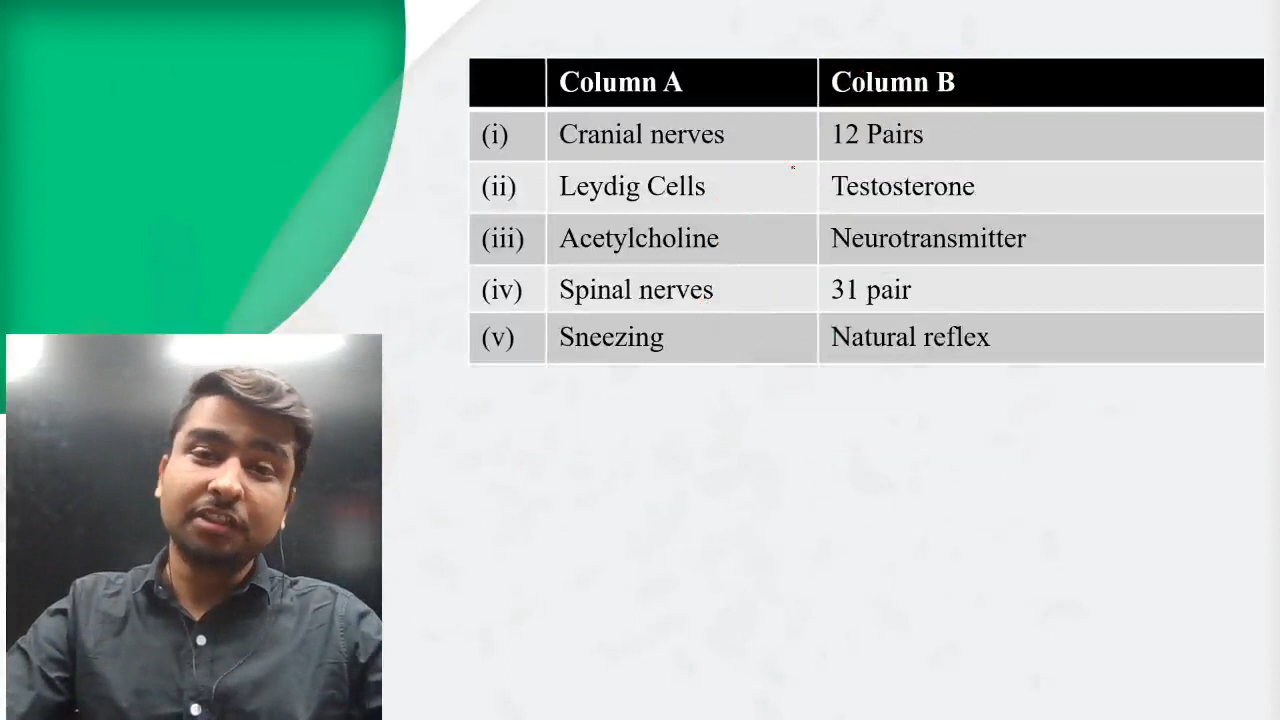 Column A Column B
(i) Cranial nerves 12 Pairs
(ii) Leydig Cells Testosterone
(iii) Acetylcholine Neurotransmitter
(iv) Spinal nerves 31 pair
(v) Sneezing Natural reflex